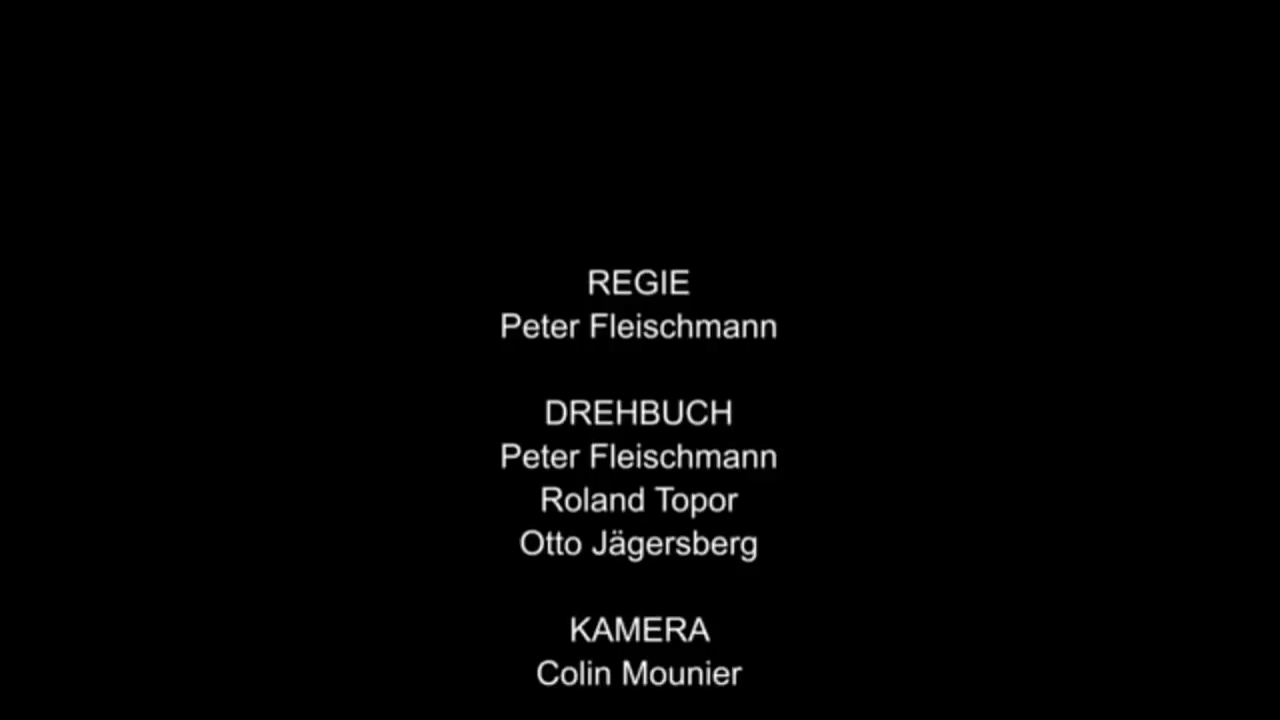 REGIE
Peter Fleischmann
DREHBUCH
Peter Fleischmann
Roland Topor
Otto Jägersberg
KAMERA
Colin Mounier